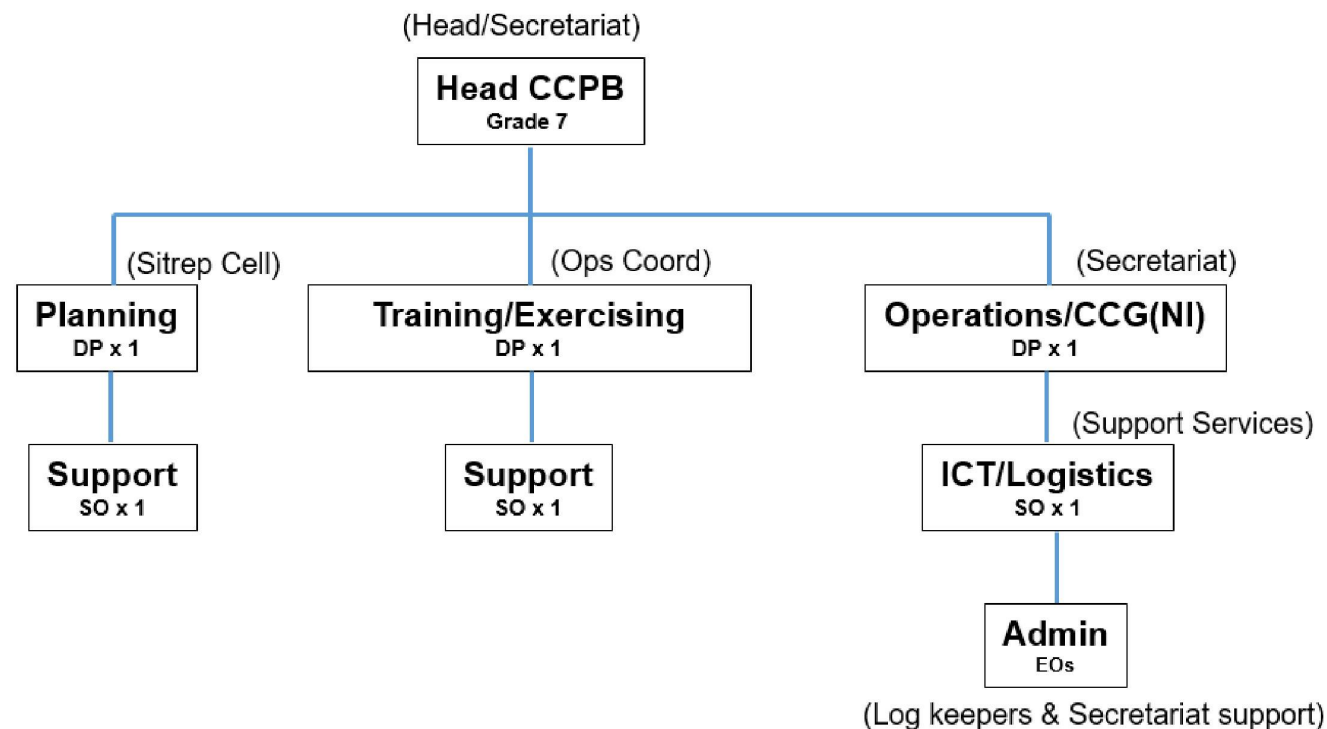 (Head/Secretariat)
Head CCPB
Grade 7
(Sitrep Cell)
(Ops Coord)
(Secretariat)
Planning
DP x 1
Training/Exercising
DP x 1
Operations/CCG(NI)
DP x 1
(Support Services)
Support
SO x 1
Support
SO x 1
ICT/Logistics
SO x 1
Admin
EOs
(Log keepers & Secretariat support)